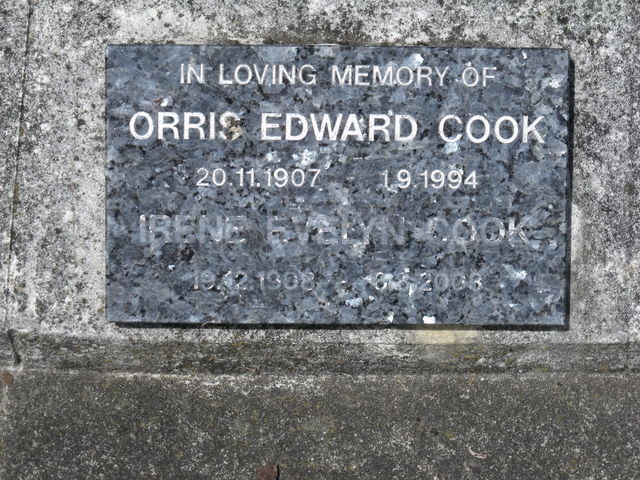 IN LOVING MEMORY OF
ORRIS EDWARD COOK
20.11.1907 1.9.1994
IRENE EVELYN COOK